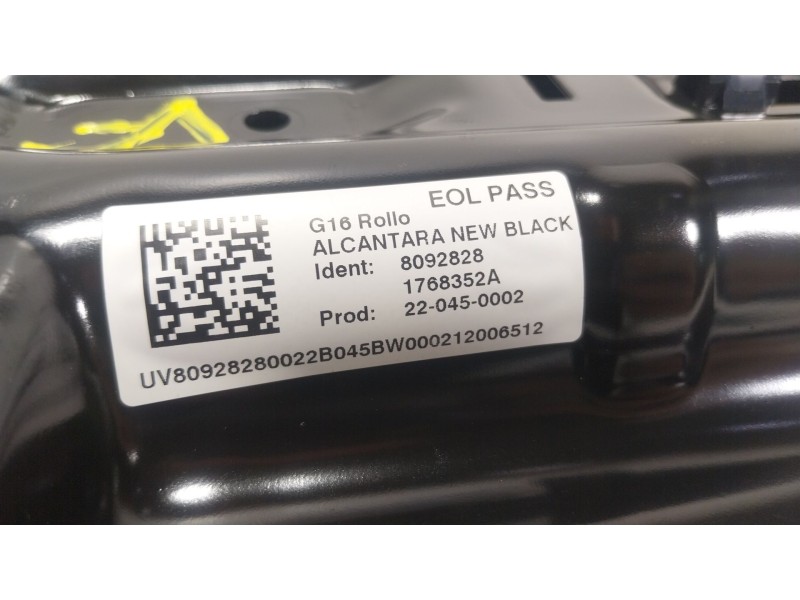 EOL PASS
G16 Rollo
ALCANTARA NEW BLACK
Ident: 8092828
1768352A
Prod: 22-045-0002
UV80928280022B045BW000212006512